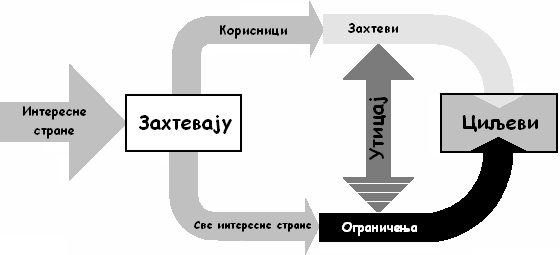 Корисници
Захтеви
Интересне
стране
Захтевају
Утицај
Циљеви
Све интересне стране
Ограничења